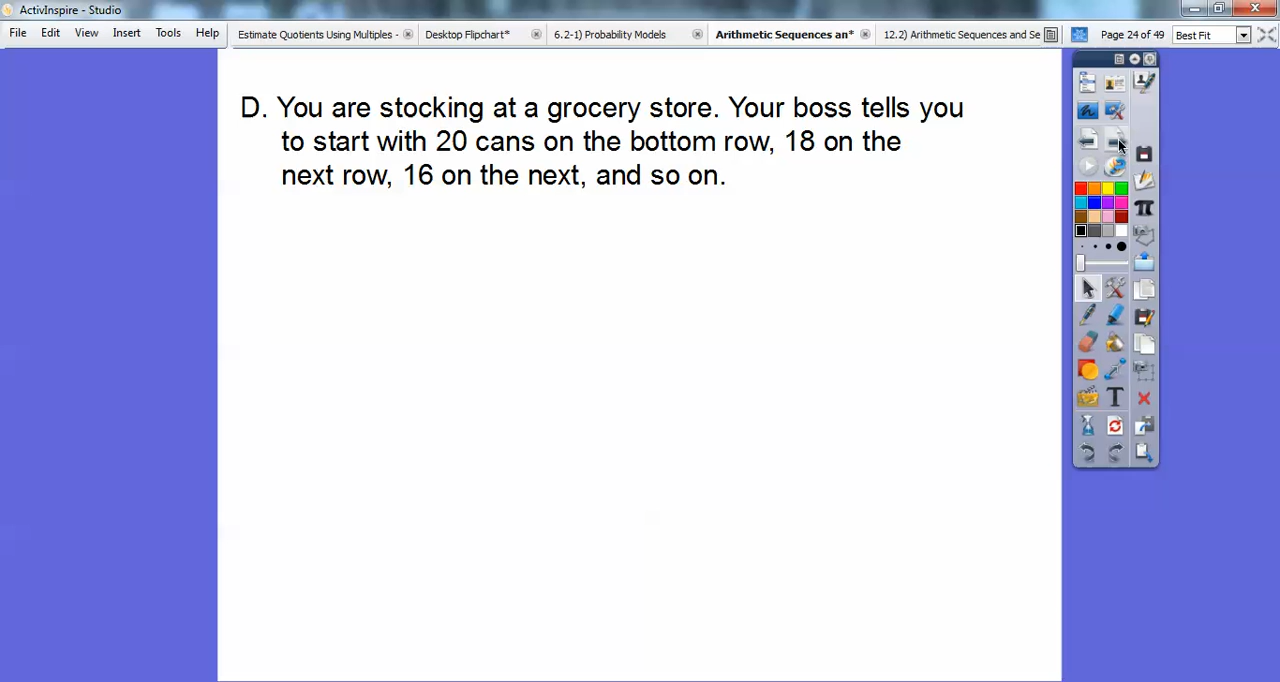 ActivInspire - Studio
File Edit View Insert Tools Help
Estimate Quotients Using Multiples - Desktop Flipchart* 6.2-1) Probability Models Arithmetic Sequences an* 12.2) Arithmetic Sequences and Se Page 24 of 49 Best Fit
D. You are stocking at a grocery store. Your boss tells you
to start with 20 cans on the bottom row, 18 on the
next row, 16 on the next, and so on.